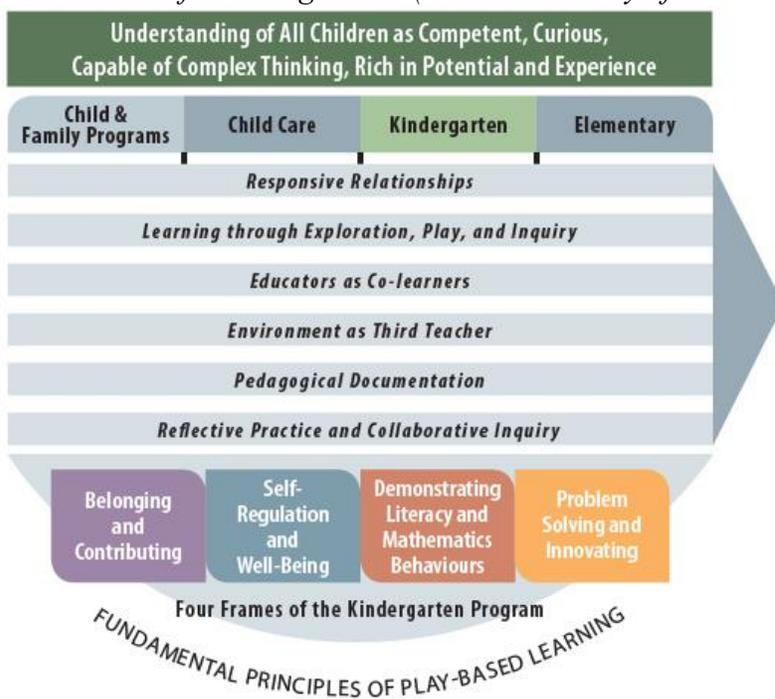 Understanding of All Children as Competent, Curious,
Capable of Complex Thinking, Rich in Potential and Experience
Child &
Family Programs
Child Care
Kindergarten
Elementary
Responsive Relationships
Learning through Exploration, Play, and Inquiry
Educators as Co-learners
Environment as Third Teacher
Pedagogical Documentation
Reflective Practice and Collaborative Inquiry
Belonging
and
Contributing
Self-
Regulation
and
Well-Being
Demonstrating
Literacy and
Mathematics
Behaviours
Problem
Solving and
Innovating
Four Frames of the Kindergarten Program
FUNDAMENTAL PRINCIPLES OF PLAY-BASED LEARNING